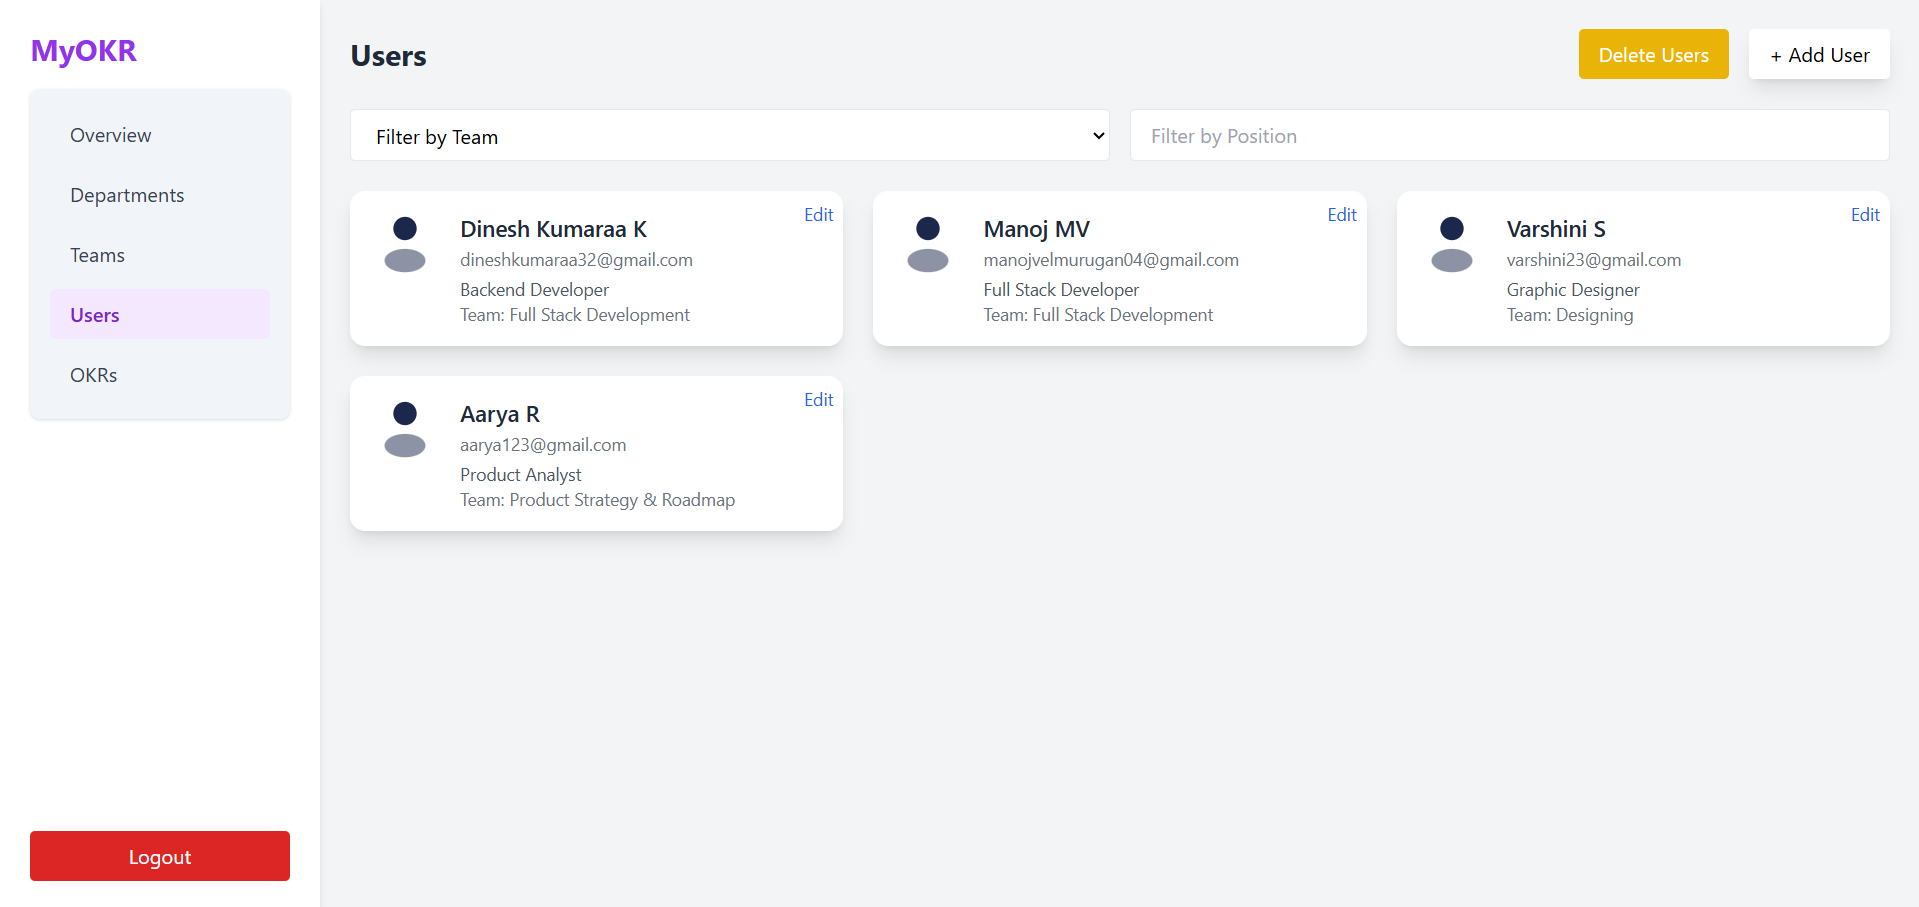 MyOKR
Overview
Departments
Teams
Users
OKRs
Logout
Users
Delete Users
+ Add User
Filter by Team
Filter by Position
Dinesh Kumaraa K
Edit
dineshkumaraa32@gmail.com
Backend Developer
Team: Full Stack Development
Manoj MV
Edit
manojvelmurugan04@gmail.com
Full Stack Developer
Team: Full Stack Development
Varshini S
Edit
varshini23@gmail.com
Graphic Designer
Team: Designing
Aarya R
Edit
aarya123@gmail.com
Product Analyst
Team: Product Strategy & Roadmap